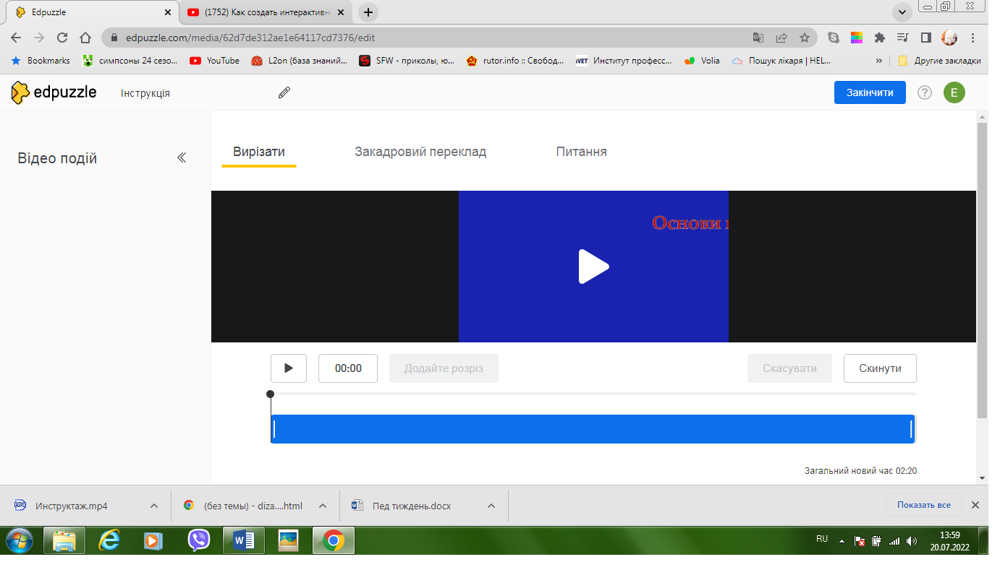 Edpuzzle
(1752) Как создать интерактивн
edpuzzle.com/media/62d7de312ae1e64117cd7376/edit
Bookmarks симпсоны 24 сезо... YouTube L2on (база знаний... SFW - приколы, ю... rutor.info :: Свобод... IVET Институт професс... Volia Пошук лікаря | HEL... » Другие закладки
edpuzzle Інструкція Закінчити ? E
Відео подій
Вирізати Закадровий переклад Питання
Основи
00:00 Додайте розріз Скасувати Скинути
Загальний новий час 02:20
Инструктаж.mp4 (без темы) - diza....html Пед тиждень.docx Показать все
RU 13:59
20.07.2022